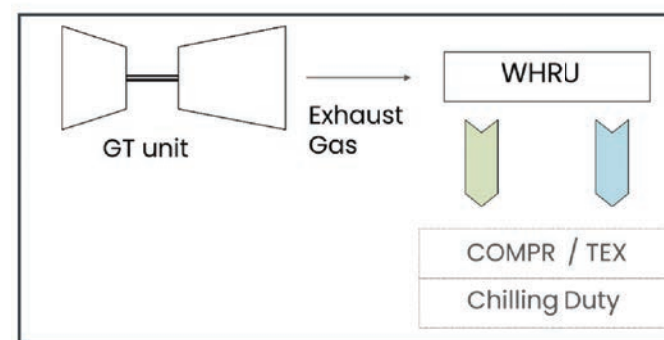 GT unit
Exhaust
Gas
WHRU
COMPR / TEX
Chilling Duty